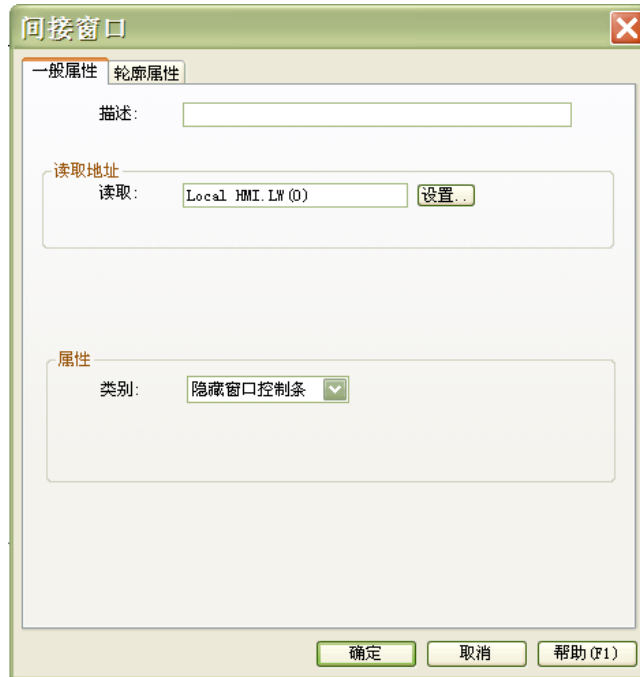 间接窗口
一般属性 轮廓属性
描述:
读取地址
读取: Local HMI.LW(0) 设置..
属性
类别: 隐藏窗口控制条
确定 取消 帮助(F1)